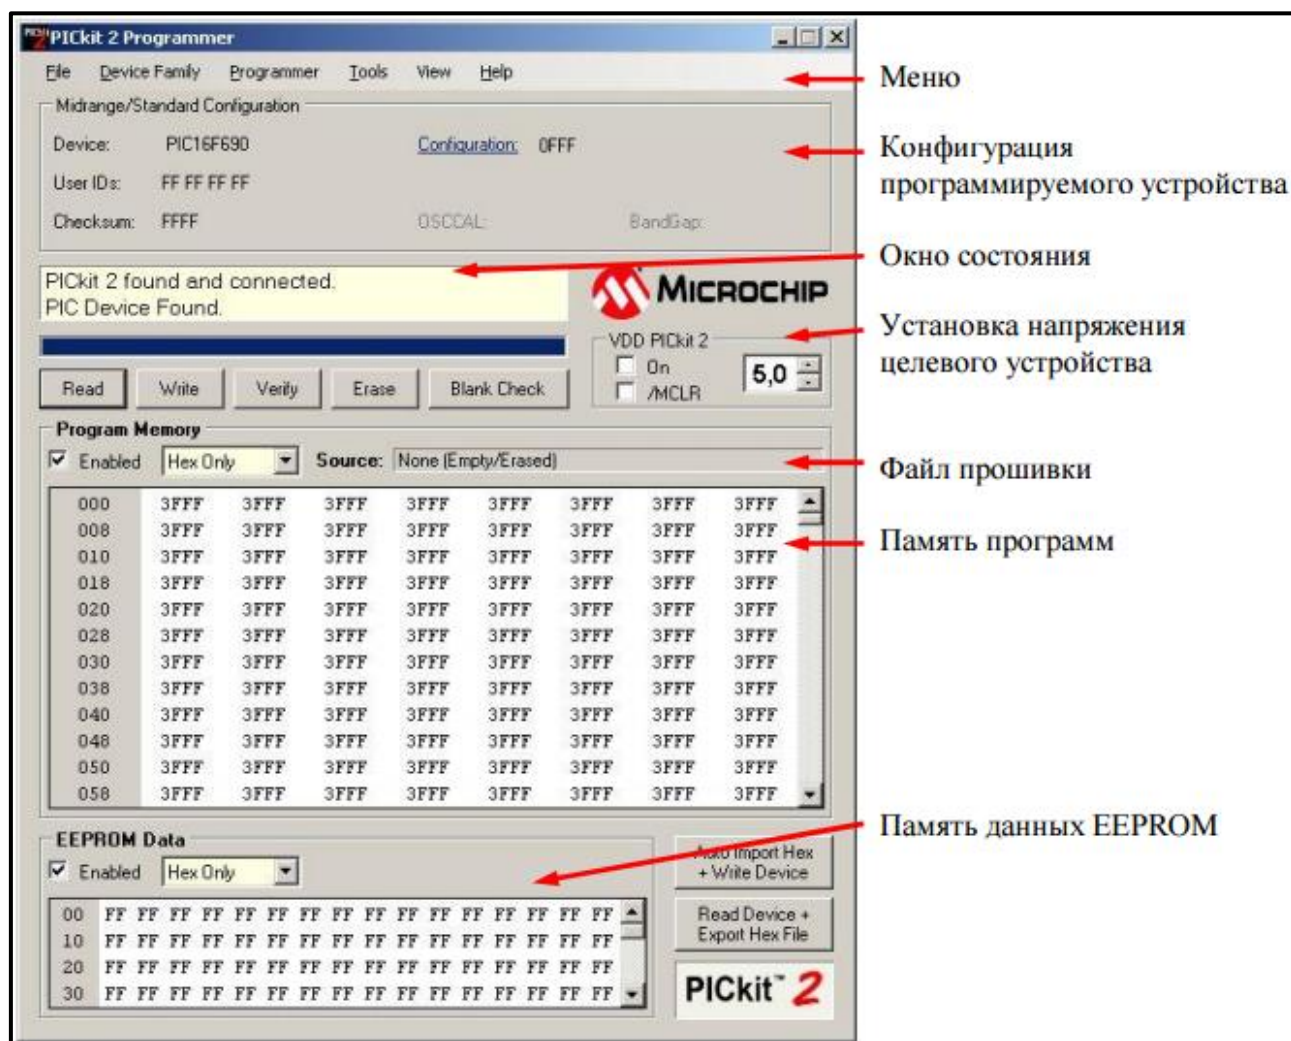 PICkit 2 Programmer
File Device Family Programmer Tools View Help
Меню
Midrange/Standard Configuration
Device: PIC16F690 Configuration: 0FFF
Конфигурация
программируемого устройства
User IDs: FF FF FF FF
Checksum: FFFF OSCCAL: BandGap:
Окно состояния
PICkit 2 found and connected.
PIC Device Found.
MICROCHIP
Установка напряжения
целевого устройства
VDD PICkit 2
On
/MCLR
5,0
Read Write Verify Erase Blank Check
Program Memory
Enabled Hex Only Source: None (Empty/Erased)
Файл прошивки
Память программ
000 3FFF 3FFF 3FFF 3FFF 3FFF 3FFF 3FFF 3FFF
008 3FFF 3FFF 3FFF 3FFF 3FFF 3FFF 3FFF 3FFF
010 3FFF 3FFF 3FFF 3FFF 3FFF 3FFF 3FFF 3FFF
018 3FFF 3FFF 3FFF 3FFF 3FFF 3FFF 3FFF 3FFF
020 3FFF 3FFF 3FFF 3FFF 3FFF 3FFF 3FFF 3FFF
028 3FFF 3FFF 3FFF 3FFF 3FFF 3FFF 3FFF 3FFF
030 3FFF 3FFF 3FFF 3FFF 3FFF 3FFF 3FFF 3FFF
038 3FFF 3FFF 3FFF 3FFF 3FFF 3FFF 3FFF 3FFF
040 3FFF 3FFF 3FFF 3FFF 3FFF 3FFF 3FFF 3FFF
048 3FFF 3FFF 3FFF 3FFF 3FFF 3FFF 3FFF 3FFF
050 3FFF 3FFF 3FFF 3FFF 3FFF 3FFF 3FFF 3FFF
058 3FFF 3FFF 3FFF 3FFF 3FFF 3FFF 3FFF 3FFF
Память данных EEPROM
EEPROM Data
Enabled Hex Only
Auto Import Hex
+ Write Device
00 FF FF FF FF FF FF FF FF FF FF FF FF FF FF FF FF
10 FF FF FF FF FF FF FF FF FF FF FF FF FF FF FF FF
20 FF FF FF FF FF FF FF FF FF FF FF FF FF FF FF FF
30 FF FF FF FF FF FF FF FF FF FF FF FF FF FF FF FF
Read Device +
Export Hex File
PICkit™ 2